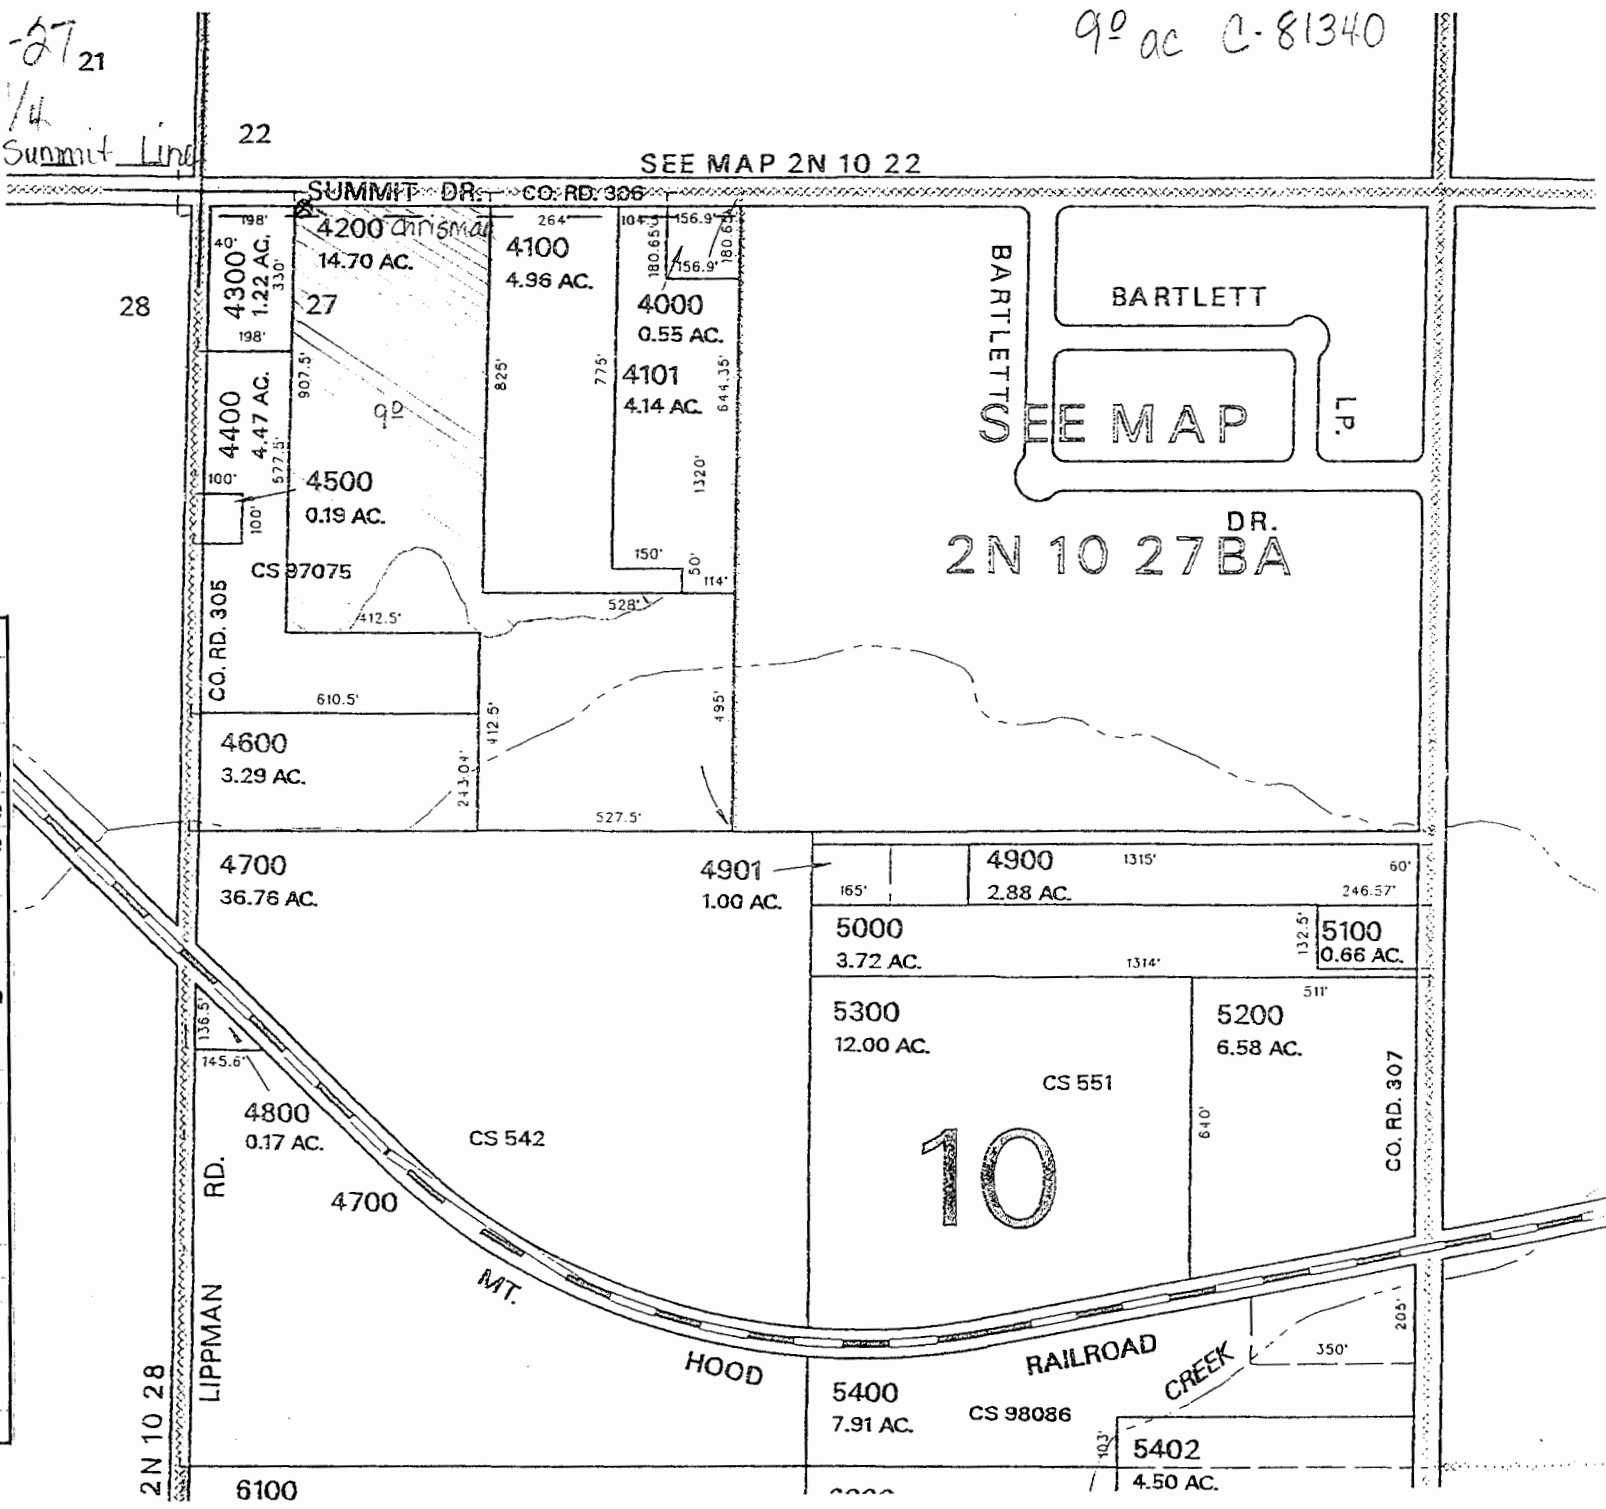 -27
21
1/4
Summit Line
9º ac C-81340
22
SEE MAP 2N 10 22
SUMMIT DR. CO. RD. 306
198'
4200 Chrisman
14.70 AC.
264'
104.5'
156.9'
40'
4300
1.22 AC.
330'
4100
4.96 AC.
180.65'
180.65'
156.9'
28
27
198'
4000
0.55 AC.
BARTLETT
BARTLETT
907.5'
825'
775'
4101
4.14 AC.
644.35'
4400
4.47 AC.
9º
SEE MAP
LP.
577.5'
100'
4500
0.19 AC.
100'
1320'
DR.
2N 10 27BA
CS 97075
150'
50'
114'
CO. RD. 305
412.5'
528'
610.5'
412.5'
495'
4600
3.29 AC.
243.04'
527.5'
4700
36.76 AC.
4901
1.00 AC.
165'
4900
2.88 AC.
1315'
60'
246.57'
5000
3.72 AC.
1314'
132.5'
5100
0.66 AC.
511'
136.5'
145.6'
5300
12.00 AC.
5200
6.58 AC.
CS 551
CO. RD. 307
640'
4800
0.17 AC.
CS 542
10
4700
LIPPMAN RD.
MT. HOOD RAILROAD
CREEK
205'
350'
2N 10 28
5400
7.91 AC.
CS 98086
103'
5402
4.50 AC.
6100